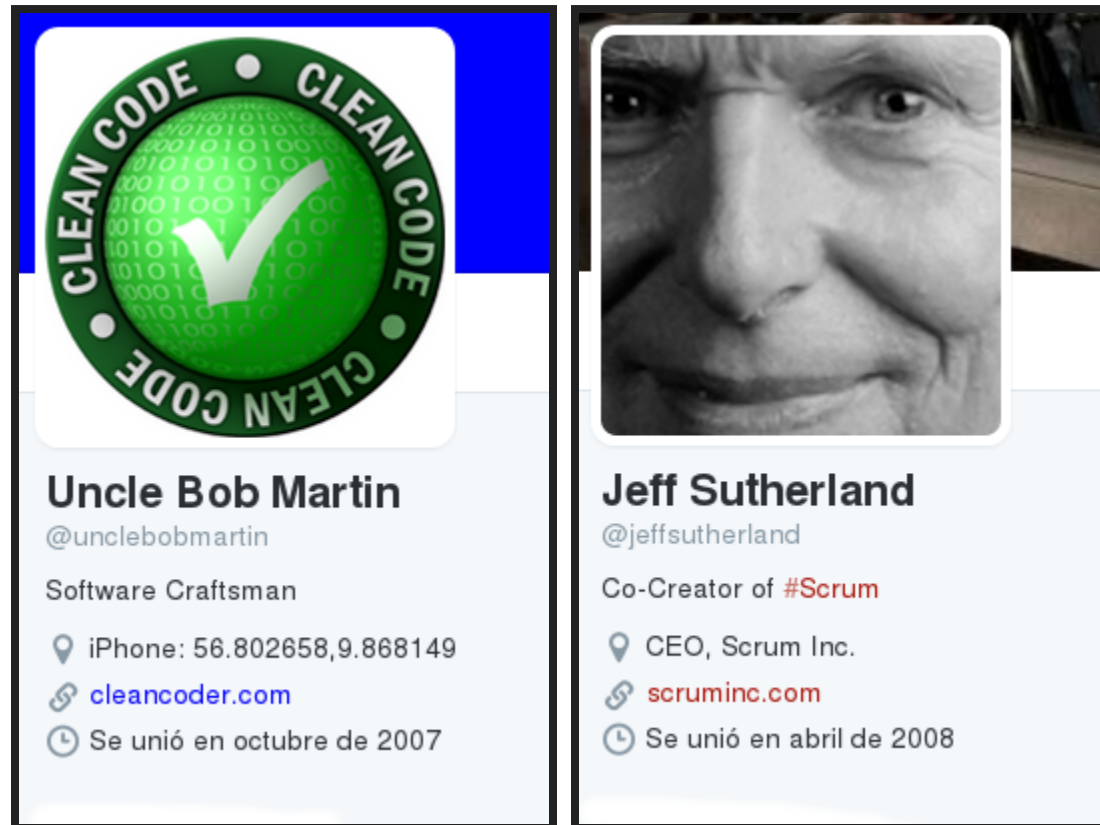 CLEAN CODE • CLEAN CODE • CLEAN CODE •
Uncle Bob Martin
@unclebobmartin
Software Craftsman
iPhone: 56.802658,9.868149
cleancoder.com
Se unió en octubre de 2007
Jeff Sutherland
@jeffsutherland
Co-Creator of #Scrum
CEO, Scrum Inc.
scruminc.com
Se unió en abril de 2008